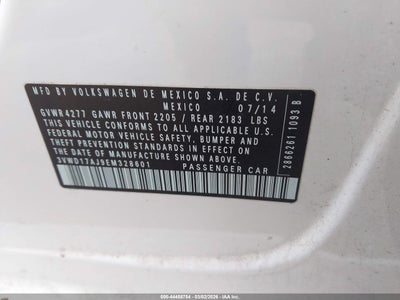 MFD. BY VOLKSWAGEN DE MEXICO S.A. DE C.V.
MEXICO 07/14
GVWR4277 GAWR FRONT 2205 / REAR 2183 LBS
THIS VEHICLE CONFORMS TO ALL APPLICABLE U.S.
FEDERAL MOTOR VEHICLE SAFETY, BUMPER AND
THEFT PREVENTION STANDARDS IN EFFECT ON THE
DATE OF MANUFACTURE SHOWN ABOVE
3VWD17AJ9EM328601
PASSENGER CAR
2866261 1093 B